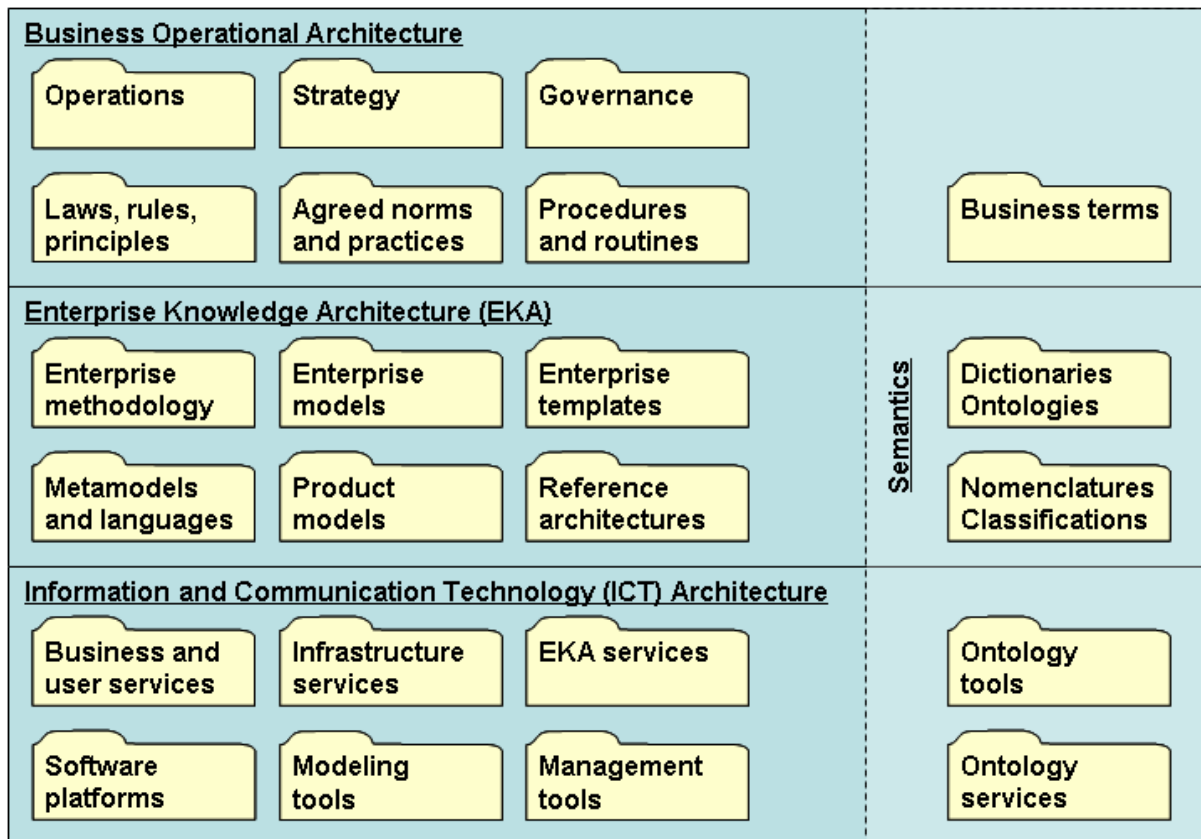 Business Operational Architecture
Operations
Strategy
Governance
Laws, rules,
principles
Agreed norms
and practices
Procedures
and routines
Business terms
Enterprise Knowledge Architecture (EKA)
Enterprise
methodology
Enterprise
models
Enterprise
templates
Metamodels
and languages
Product
models
Reference
architectures
Semantics
Dictionaries
Ontologies
Nomenclatures
Classifications
Information and Communication Technology (ICT) Architecture
Business and
user services
Infrastructure
services
EKA services
Software
platforms
Modeling
tools
Management
tools
Ontology
tools
Ontology
services